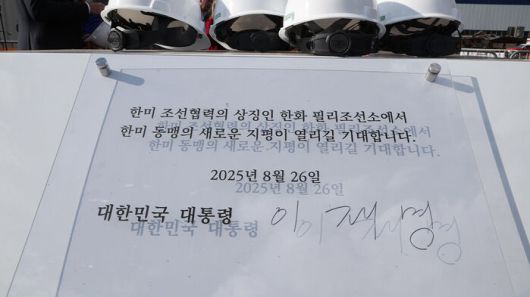 한미 조선협력의 상징인 한화 필리조선소에서
한미 동맹의 새로운 지평이 열리길 기대합니다.
2025년 8월 26일
대한민국 대통령 이재명